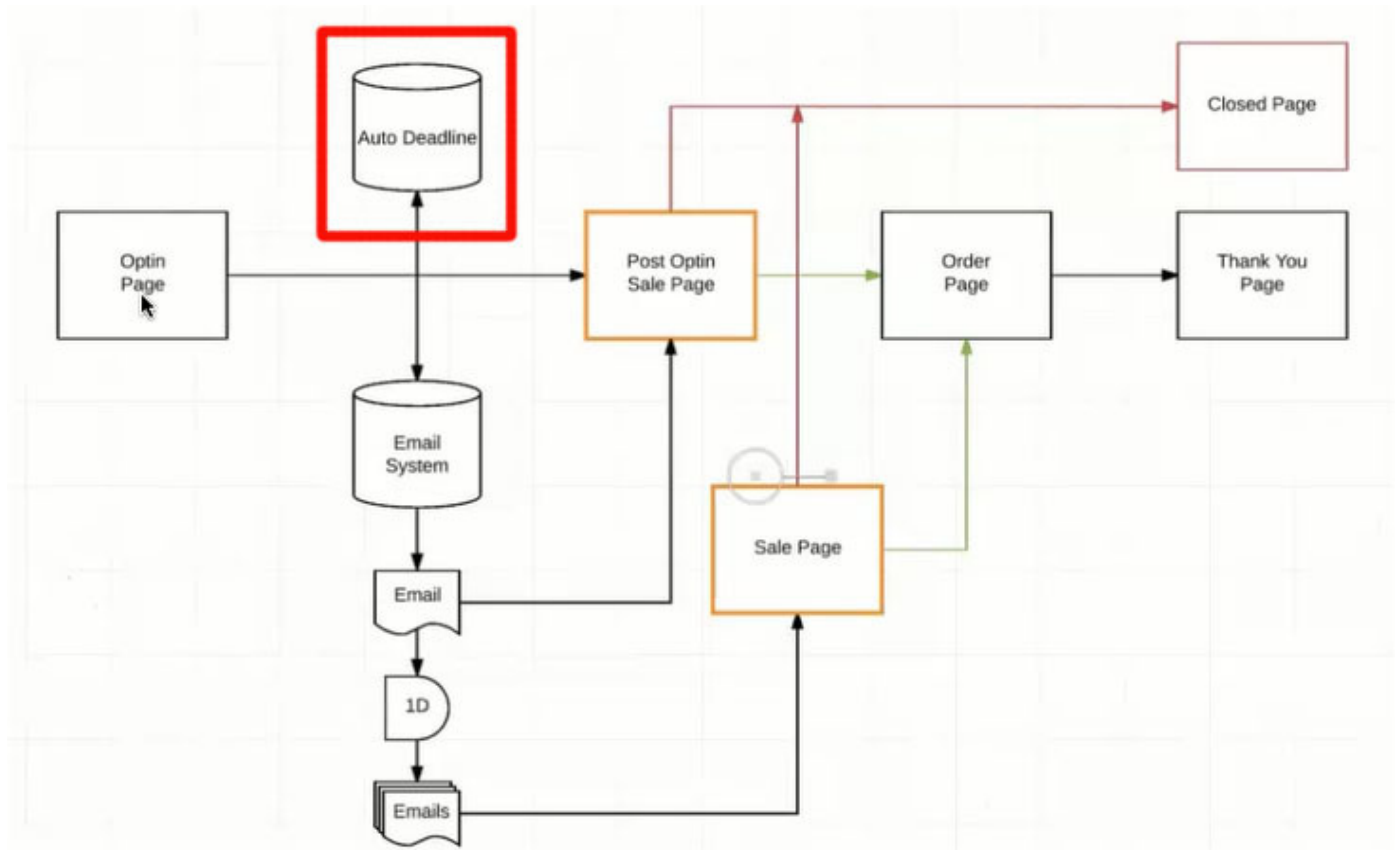 Auto Deadline
Closed Page
Optin
Page
Post Optin
Sale Page
Order
Page
Thank You
Page
Email
System
Sale Page
Email
1D
Emails